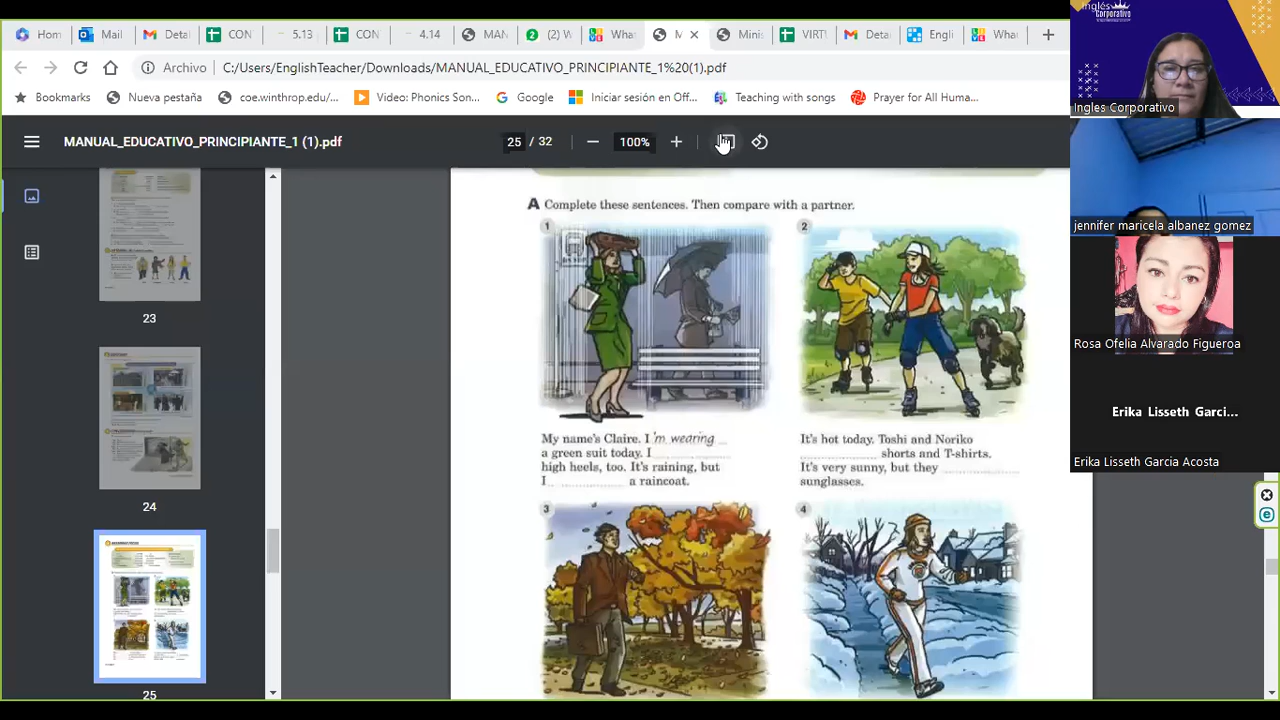 Hom
Mail
Detai
CON
5.13
CON
4.14
MAN
(2) W
Wha
M
Minis
VIRT
Deta
Engli
Wha
Archivo
C:/Users/EnglishTeacher/Downloads/MANUAL_EDUCATIVO_PRINCIPIANTE_1%20(1).pdf
Bookmarks
Nueva pestaña
coe.winthrop.edu/...
Video: Phonics Son...
Google
Iniciar sesión en Off...
Teaching with songs
Prayer for All Huma...
MANUAL_EDUCATIVO_PRINCIPIANTE_1 (1).pdf
25 / 32
100%
23
24
25
A Complete these sentences. Then compare with a partner.
1
2
My name's Claire. I 'm wearing
a green suit today. I
high heels, too. It's raining, but
I a raincoat.
It's hot today. Toshi and Noriko
shorts and T-shirts.
It's very sunny, but they
sunglasses.
3
4
Inglés
Corporativo
Ingles Corporativo
jennifer maricela albanez gomez
Rosa Ofelia Alvarado Figueroa
Erika Lisseth Garci...
Erika Lisseth Garcia Acosta